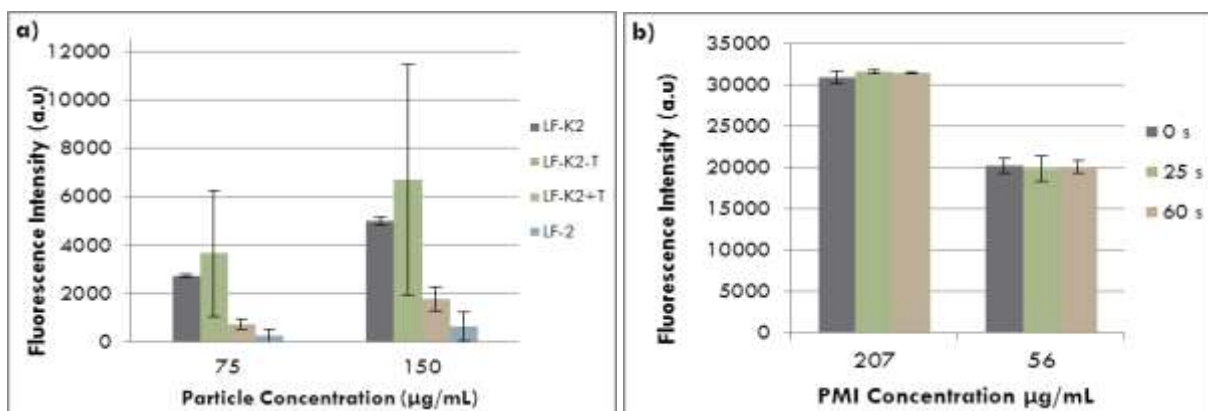 a)
Fluorescence Intensity (a.u)
12000
10000
8000
6000
4000
2000
0
75
150
Particle Concentration (µg/mL)
LF-K2
LF-K2-T
LF-K2+T
LF-2
b)
Fluorescence Intensity (a.u)
35000
30000
25000
20000
15000
10000
5000
0
207
56
PMI Concentration µg/mL
0 s
25 s
60 s